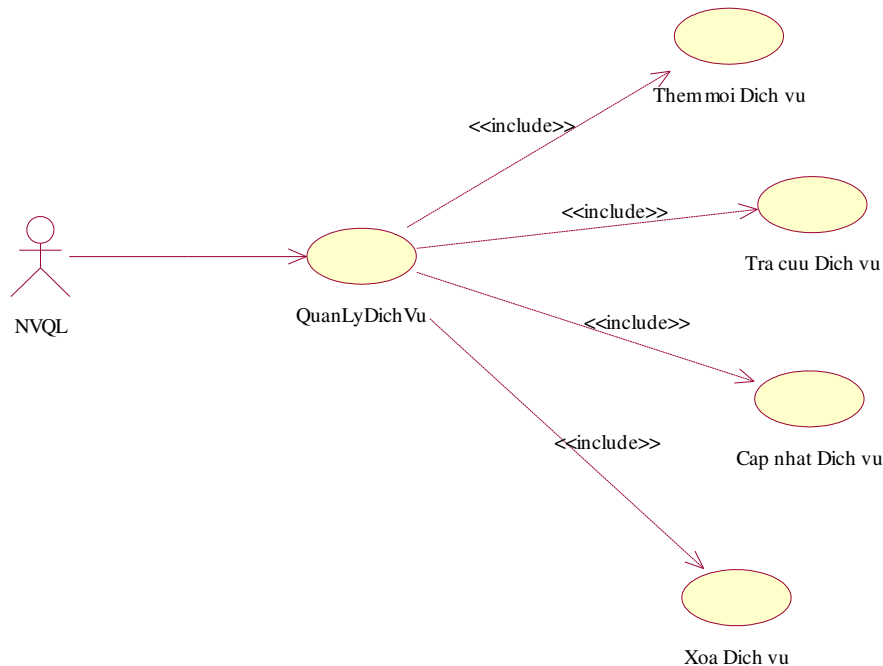 Them moi Dich vu
<<include>>
<<include>>
Tra cuu Dich vu
NVQL
QuanLyDichVu
<<include>>
<<include>>
Cap nhat Dich vu
Xoa Dich vu